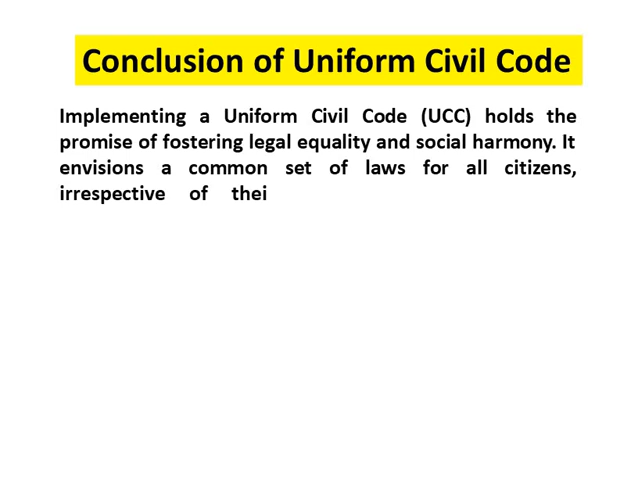 Conclusion of Uniform Civil Code
Implementing a Uniform Civil Code (UCC) holds the
promise of fostering legal equality and social harmony. It
envisions a common set of laws for all citizens,
irrespective of thei